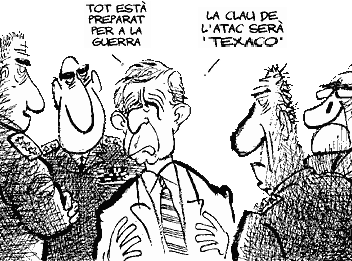 TOT ESTÀ
PREPARAT
PER A LA
GUERRA
LA CLAU DE
L'ATAC SERÀ
"TEXACO"